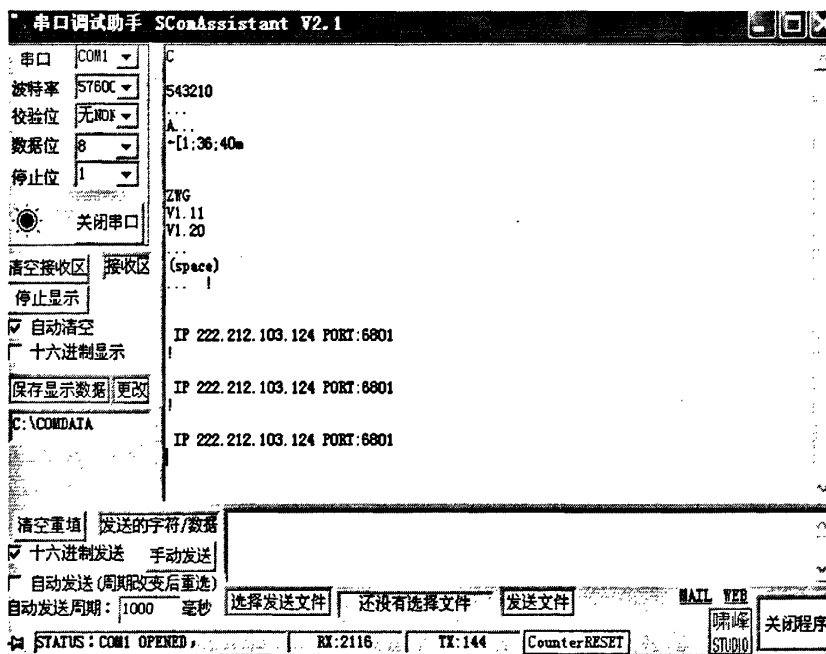 串口调试助手 SComAssistant V2.1
串口 COM1
波特率 57600
校验位 无NON
数据位 8
停止位 1
关闭串口
清空接收区 接收区
停止显示
自动清空
十六进制显示
保存显示数据 更改
C:\COMDATA
C
543210
...
A...
←[1;36;40m
ZWG
V1.11
V1.20
...
(space)
... !
IP 222.212.103.124 PORT:6801
!
IP 222.212.103.124 PORT:6801
!
IP 222.212.103.124 PORT:6801
清空重填 发送的字符/数据
十六进制发送 手动发送
自动发送(周期改变后重选)
自动发送周期: 1000 毫秒 选择发送文件 还没有选择文件 发送文件
MAIL WEB
啸峰
STUDIO
关闭程序
STATUS:COM1 OPENED, RX:2116 TX:144 CounterRESET